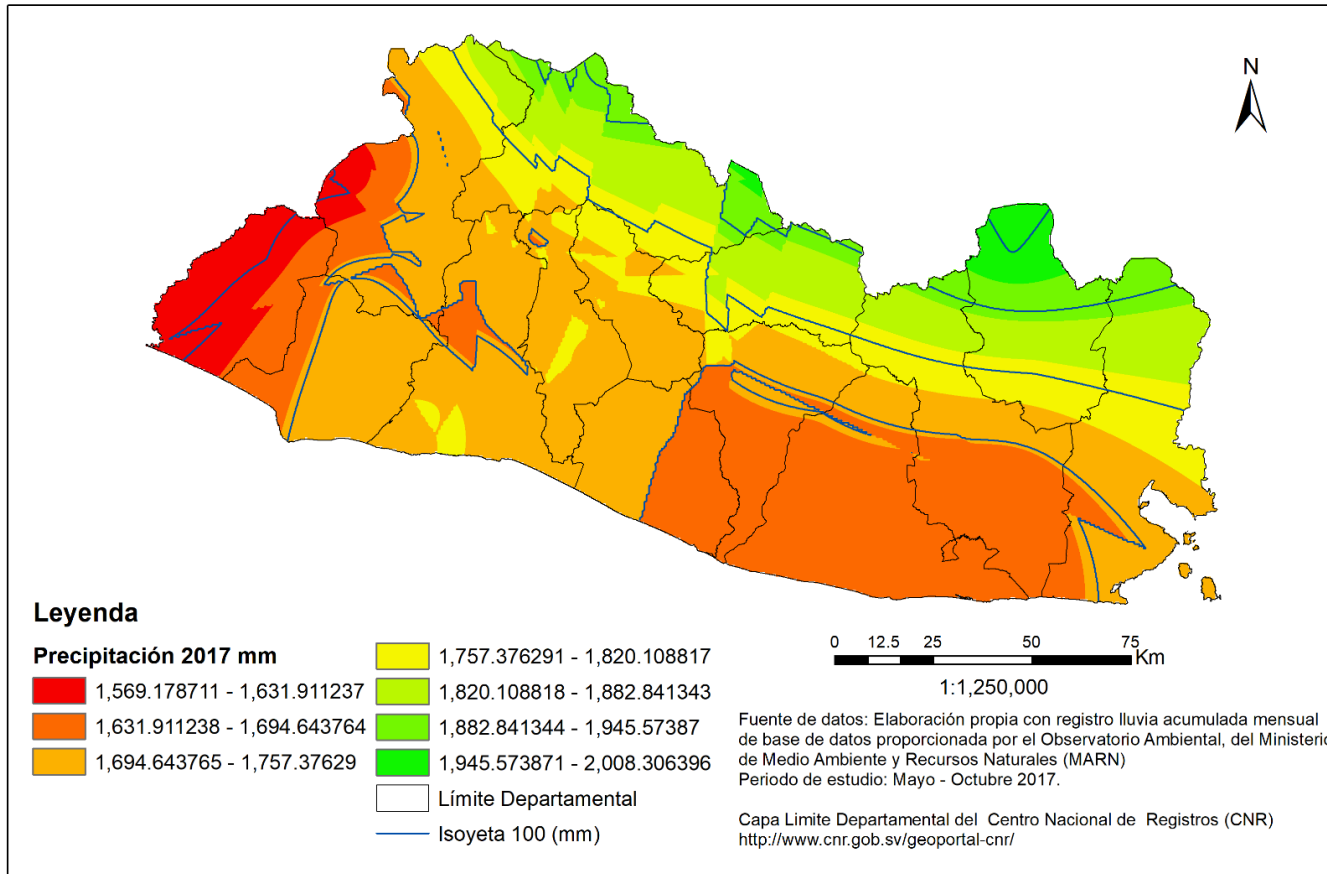 N
Leyenda
Precipitación 2017 mm
1,569.178711 - 1,631.911237
1,631.911238 - 1,694.643764
1,694.643765 - 1,757.37629
1,757.376291 - 1,820.108817
1,820.108818 - 1,882.841343
1,882.841344 - 1,945.57387
1,945.573871 - 2,008.306396
Límite Departamental
Isoyeta 100 (mm)
0 12.5 25 50 75
Km
1:1,250,000
Fuente de datos: Elaboración propia con registro lluvia acumulada mensual
de base de datos proporcionada por el Observatorio Ambiental, del Ministerio
de Medio Ambiente y Recursos Naturales (MARN)
Periodo de estudio: Mayo - Octubre 2017.
Capa Limite Departamental del Centro Nacional de Registros (CNR)
http://www.cnr.gob.sv/geoportal-cnr/